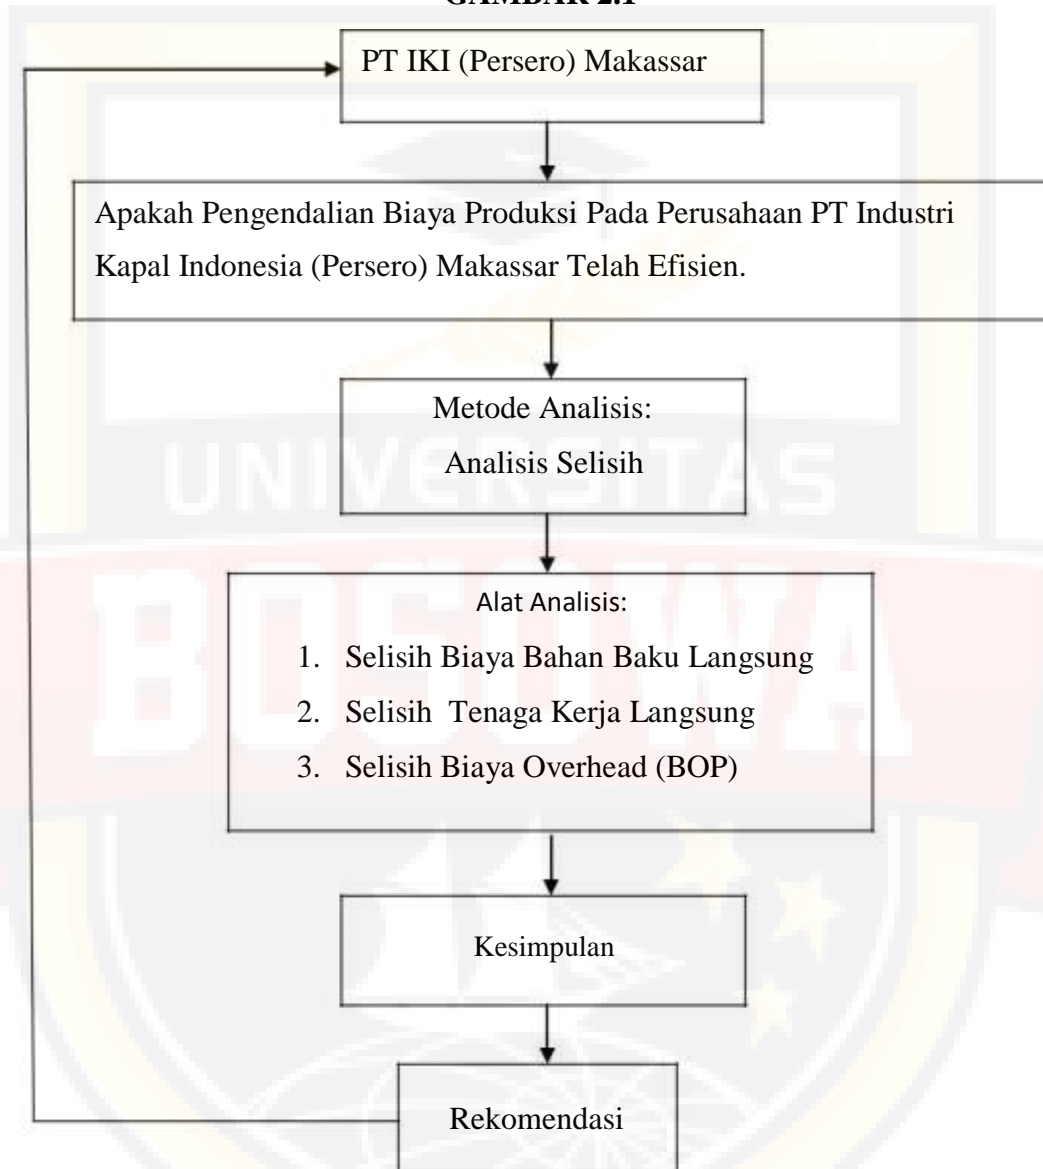 GAMBAR 2.1
PT IKI (Persero) Makassar
Apakah Pengendalian Biaya Produksi Pada Perusahaan PT Industri
Kapal Indonesia (Persero) Makassar Telah Efisien.
Metode Analisis:
Analisis Selisih
Alat Analisis:
1. Selisih Biaya Bahan Baku Langsung
2. Selisih Tenaga Kerja Langsung
3. Selisih Biaya Overhead (BOP)
Kesimpulan
Rekomendasi
UNIVERSITAS
BOSOWA